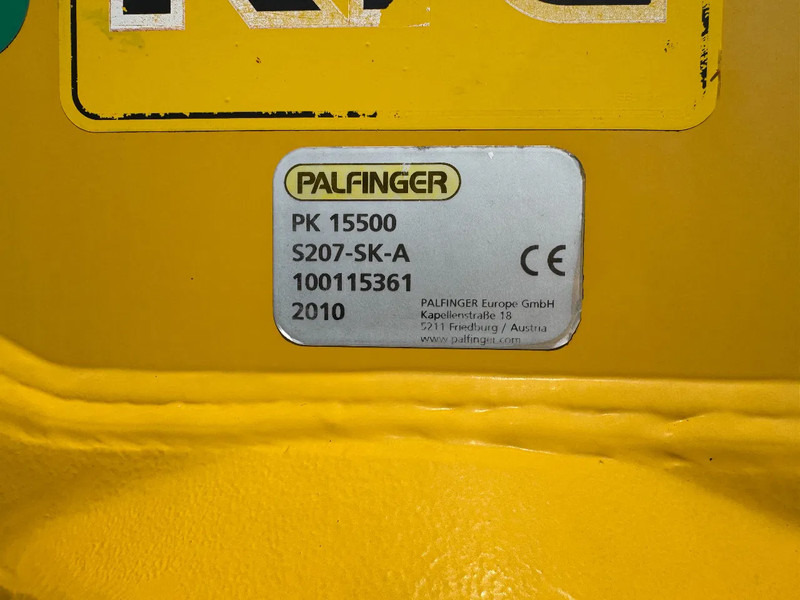 PALFINGER
PK 15500
S207-SK-A
100115361
2010
CE
PALFINGER Europe GmbH
Kapellenstraße 18
5211 Friedburg / Austria
www.palfinger.com